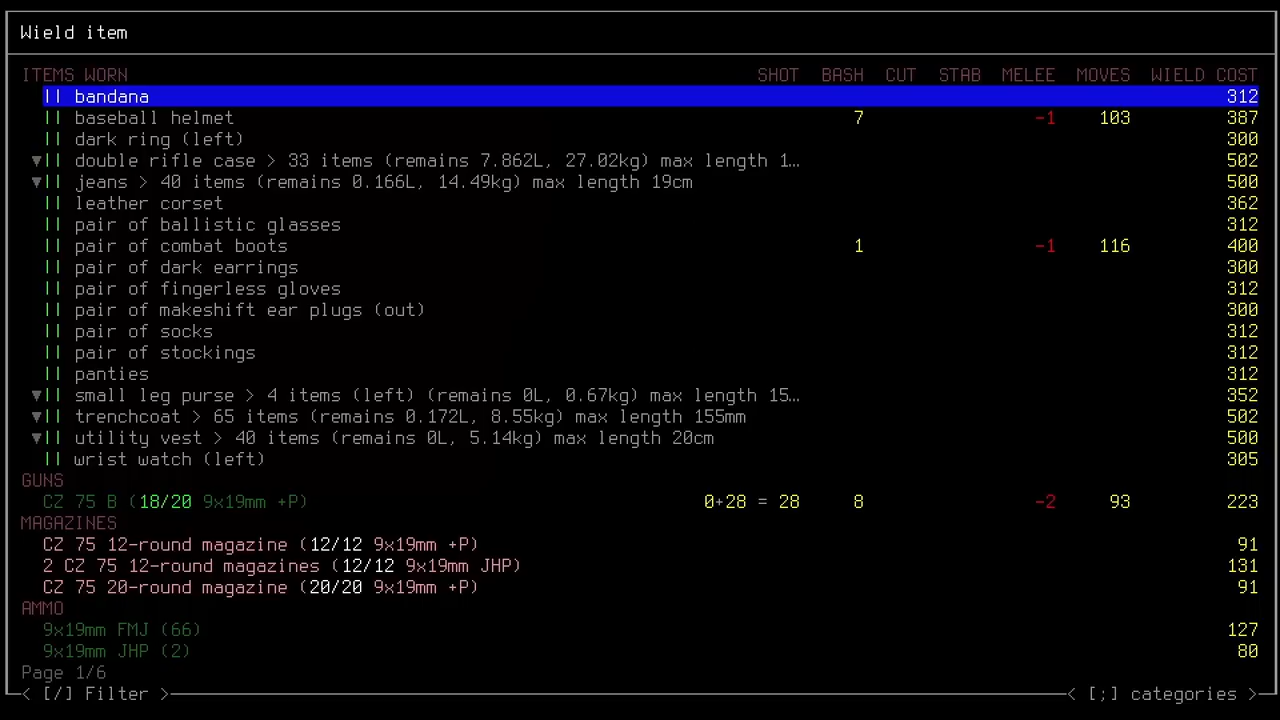 Wield item
ITEMS WORN SHOT BASH CUT STAB MELEE MOVES WIELD COST
|| bandana 312
|| baseball helmet 7 -1 103 387
|| dark ring (left) 300
▼|| double rifle case > 33 items (remains 7.862L, 27.02kg) max length 1… 502
▼|| jeans > 40 items (remains 0.166L, 14.49kg) max length 19cm 500
|| leather corset 362
|| pair of ballistic glasses 312
|| pair of combat boots 1 -1 116 400
|| pair of dark earrings 300
|| pair of fingerless gloves 312
|| pair of makeshift ear plugs (out) 300
|| pair of socks 312
|| pair of stockings 312
|| panties 312
▼|| small leg purse > 4 items (left) (remains 0L, 0.67kg) max length 15… 352
▼|| trenchcoat > 65 items (remains 0.172L, 8.55kg) max length 155mm 502
▼|| utility vest > 40 items (remains 0L, 5.14kg) max length 20cm 500
|| wrist watch (left) 305
GUNS
CZ 75 B (18/20 9x19mm +P) 0+28 = 28 8 -2 93 223
MAGAZINES
CZ 75 12-round magazine (12/12 9x19mm +P) 91
2 CZ 75 12-round magazines (12/12 9x19mm JHP) 131
CZ 75 20-round magazine (20/20 9x19mm +P) 91
AMMO
9x19mm FMJ (66) 127
9x19mm JHP (2) 80
Page 1/6
< [/] Filter > < [;] categories >